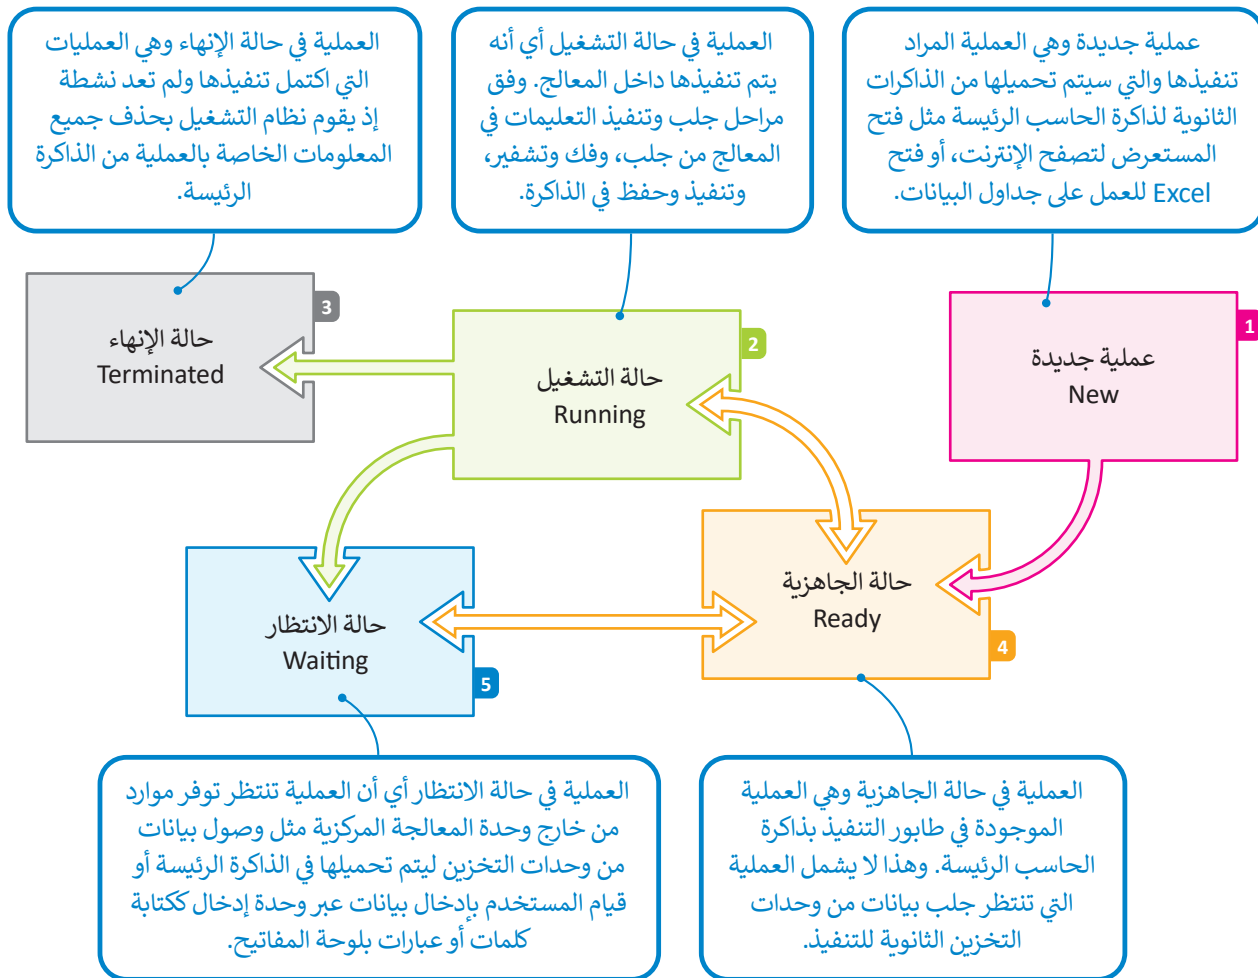 عملية جديدة وهي العملية المراد
تنفيذها والتي سيتم تحميلها من الذاكرات
الثانوية لذاكرة الحاسب الرئيسة مثل فتح
المستعرض لتصفح الإنترنت، أو فتح
Excel للعمل على جداول البيانات.
العملية في حالة التشغيل أي أنه
يتم تنفيذها داخل المعالج. وفق
مراحل جلب وتنفيذ التعليمات في
المعالج من جلب، وفك وتشفير،
وتنفيذ وحفظ في الذاكرة.
العملية في حالة الإنهاء وهي العمليات
التي اكتمل تنفيذها ولم تعد نشطة
إذ يقوم نظام التشغيل بحذف جميع
المعلومات الخاصة بالعملية من الذاكرة
الرئيسة.
1
عملية جديدة
New
2
حالة التشغيل
Running
3
حالة الإنهاء
Terminated
4
حالة الجاهزية
Ready
5
حالة الانتظار
Waiting
العملية في حالة الجاهزية وهي العملية
الموجودة في طابور التنفيذ بذاكرة
الحاسب الرئيسة. وهذا لا يشمل العملية
التي تنتظر جلب بيانات من وحدات
التخزين الثانوية للتنفيذ.
العملية في حالة الانتظار أي أن العملية تنتظر توفر موارد
من خارج وحدة المعالجة المركزية مثل وصول بيانات
من وحدات التخزين ليتم تحميلها في الذاكرة الرئيسة أو
قيام المستخدم بإدخال بيانات عبر وحدة إدخال ككتابة
كلمات أو عبارات بلوحة المفاتيح.